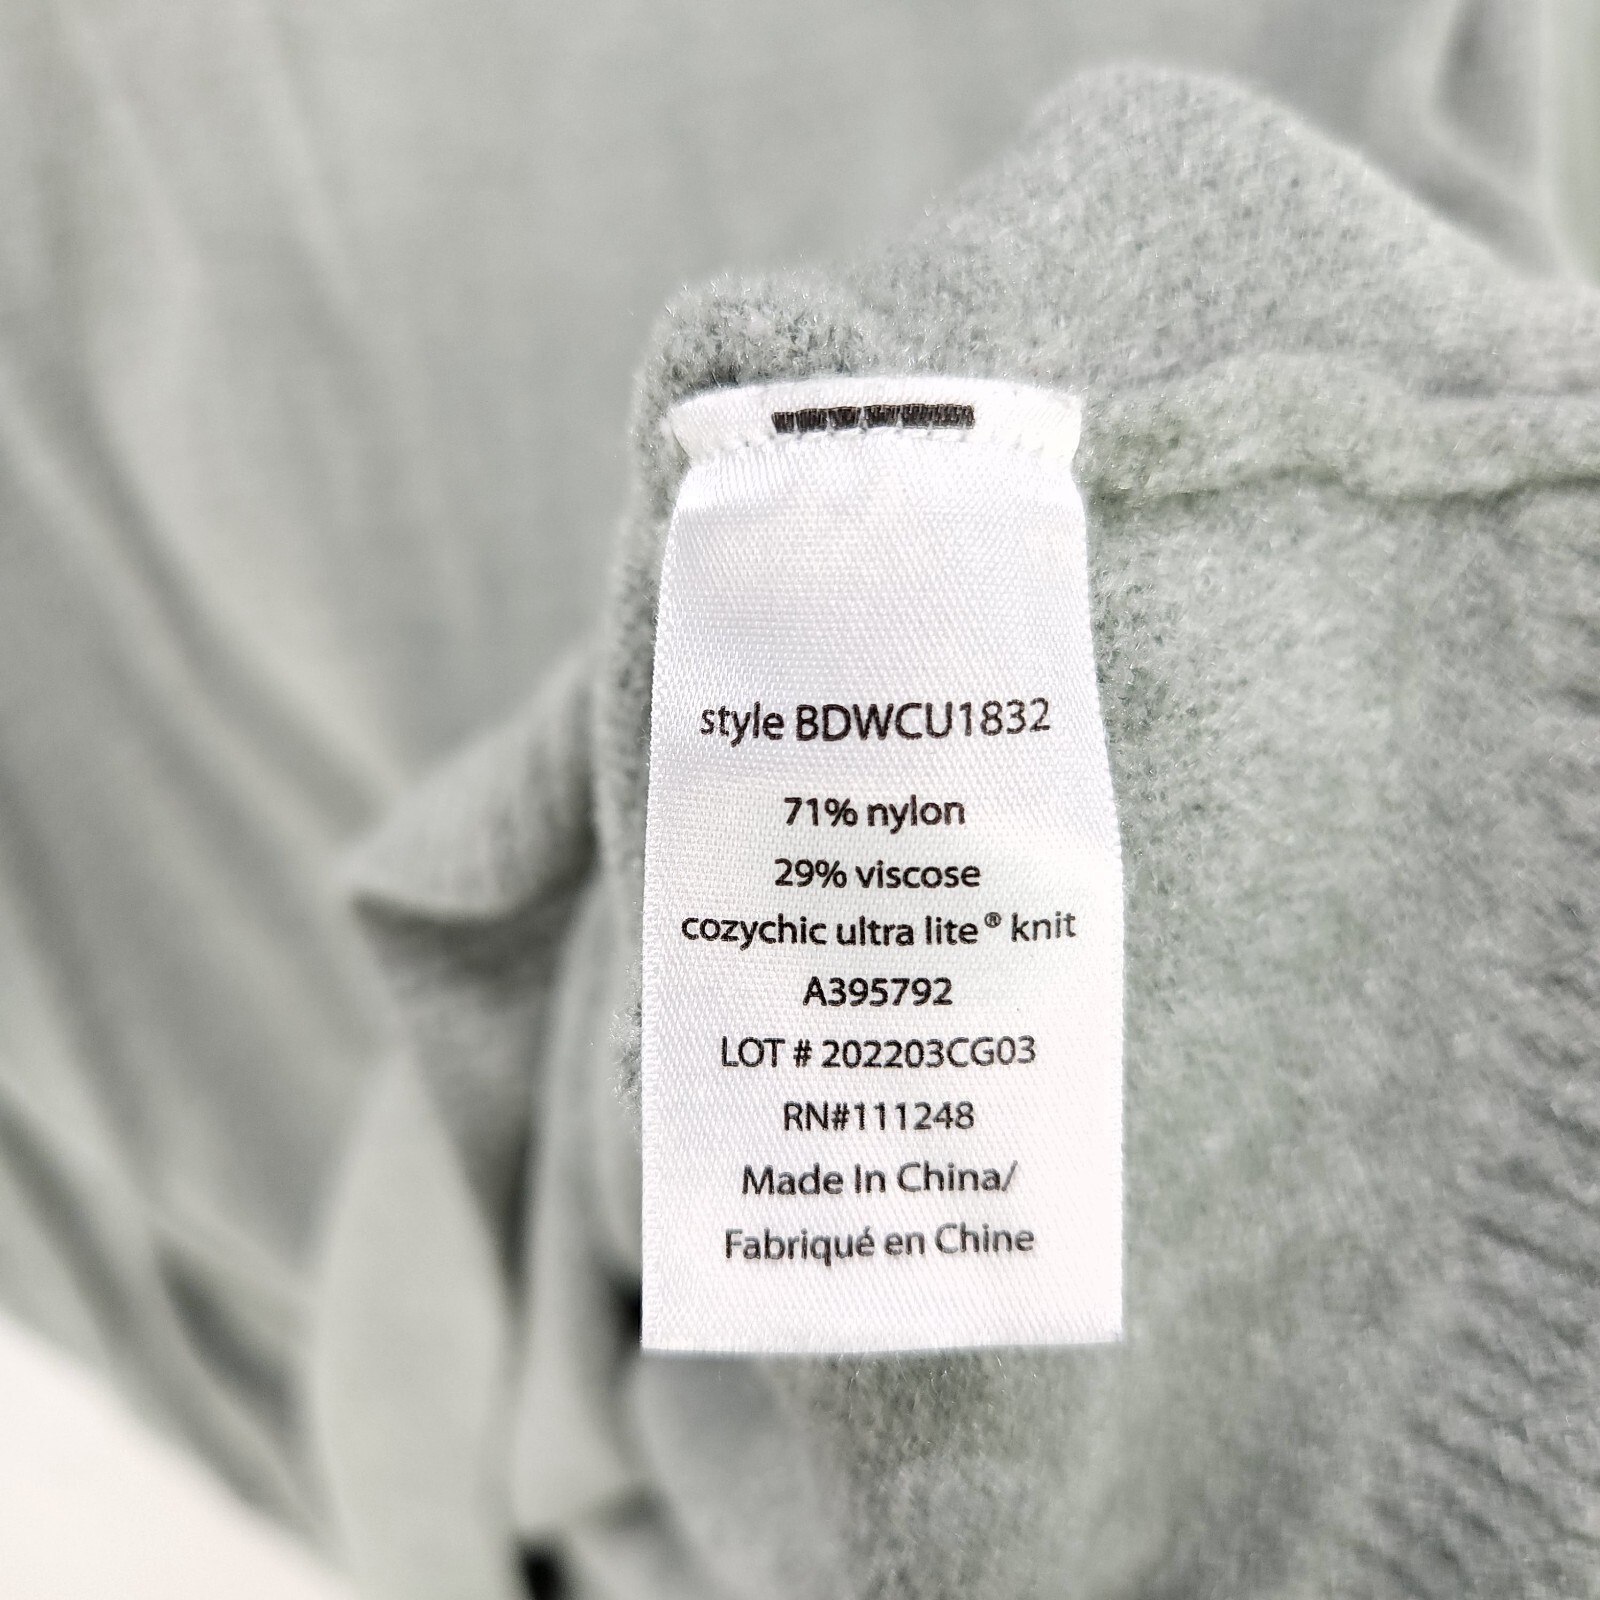 style BDWCU1832
71% nylon
29% viscose
cozychic ultra lite® knit
A395792
LOT # 202203CG03
RN#111248
Made In China/
Fabriqué en Chine